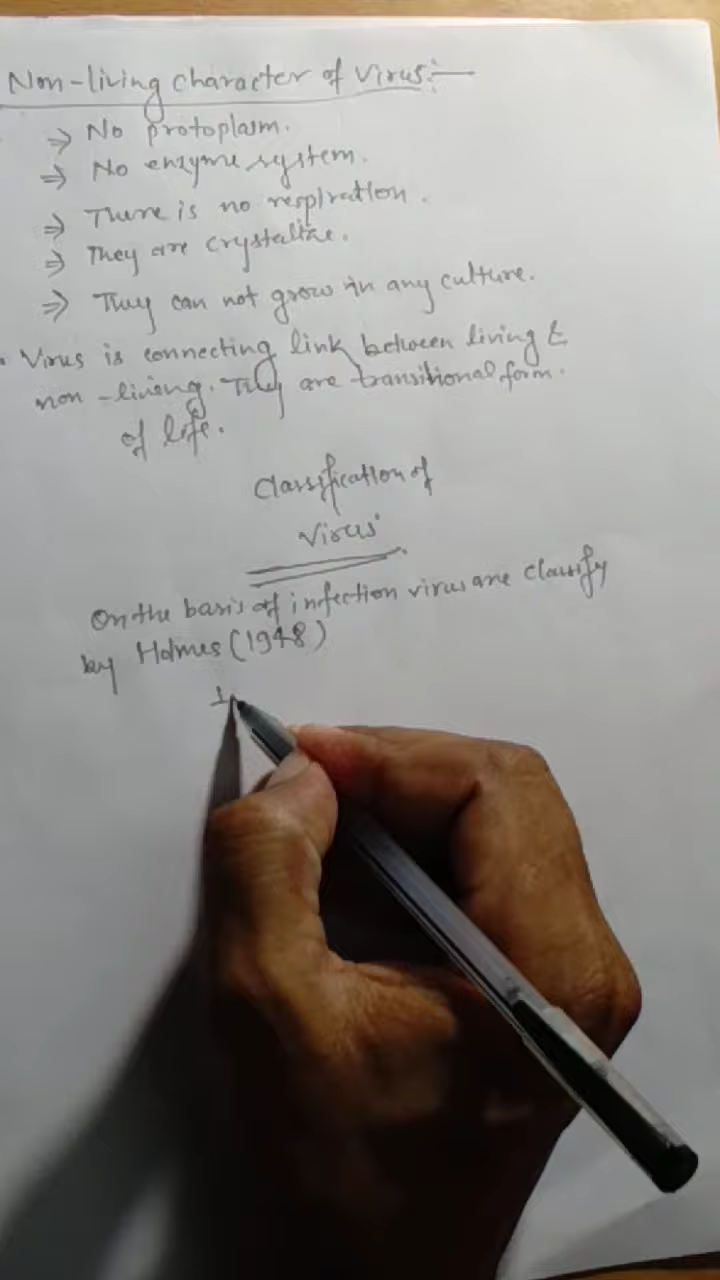 Non-living character of Virus:-
⇒ No protoplasm.
⇒ No enzyme system.
⇒ There is no respiration.
⇒ They are crystalize.
⇒ They can not grow in any culture.
• Virus is connecting link between living &
non-living. They are transitional form.
of life.
Classification of
Virus
On the basis of infection virus are classify
by Holmes (1948)
1